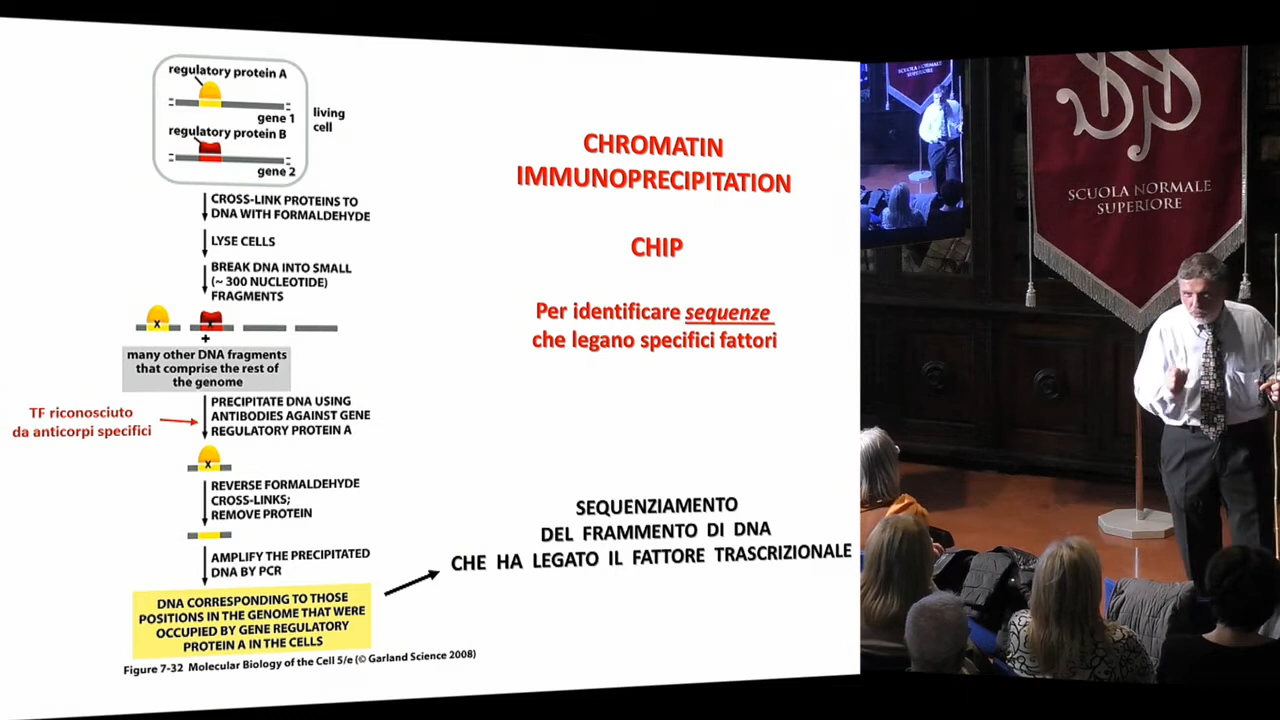 regulatory protein A
gene 1
regulatory protein B
gene 2
living
cell
CROSS-LINK PROTEINS TO
DNA WITH FORMALDEHYDE
LYSE CELLS
BREAK DNA INTO SMALL
(~ 300 NUCLEOTIDE)
FRAGMENTS
x
x
+
many other DNA fragments
that comprise the rest of
the genome
PRECIPITATE DNA USING
ANTIBODIES AGAINST GENE
REGULATORY PROTEIN A
TF riconosciuto
da anticorpi specifici
x
REVERSE FORMALDEHYDE
CROSS-LINKS;
REMOVE PROTEIN
AMPLIFY THE PRECIPITATED
DNA BY PCR
DNA CORRESPONDING TO THOSE
POSITIONS IN THE GENOME THAT WERE
OCCUPIED BY GENE REGULATORY
PROTEIN A IN THE CELLS
Figure 7-32 Molecular Biology of the Cell 5/e (© Garland Science 2008)
CHROMATIN
IMMUNOPRECIPITATION
CHIP
Per identificare sequenze
che legano specifici fattori
SEQUENZIAMENTO
DEL FRAMMENTO DI DNA
CHE HA LEGATO IL FATTORE TRASCRIZIONALE
SCUOLA NORMALE
SUPERIORE
SCUOLA NORMALE
SUPERIORE